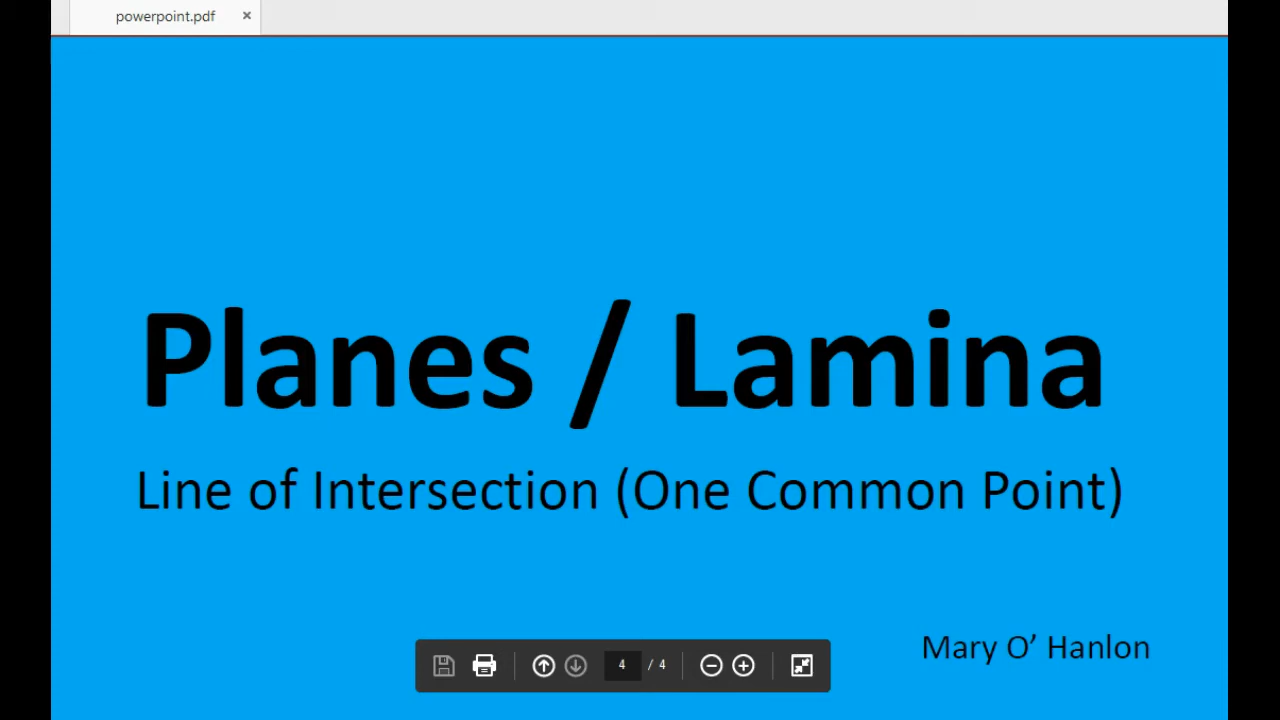 powerpoint.pdf ×
Planes / Lamina
Line of Intersection (One Common Point)
Mary O’ Hanlon
4 / 4